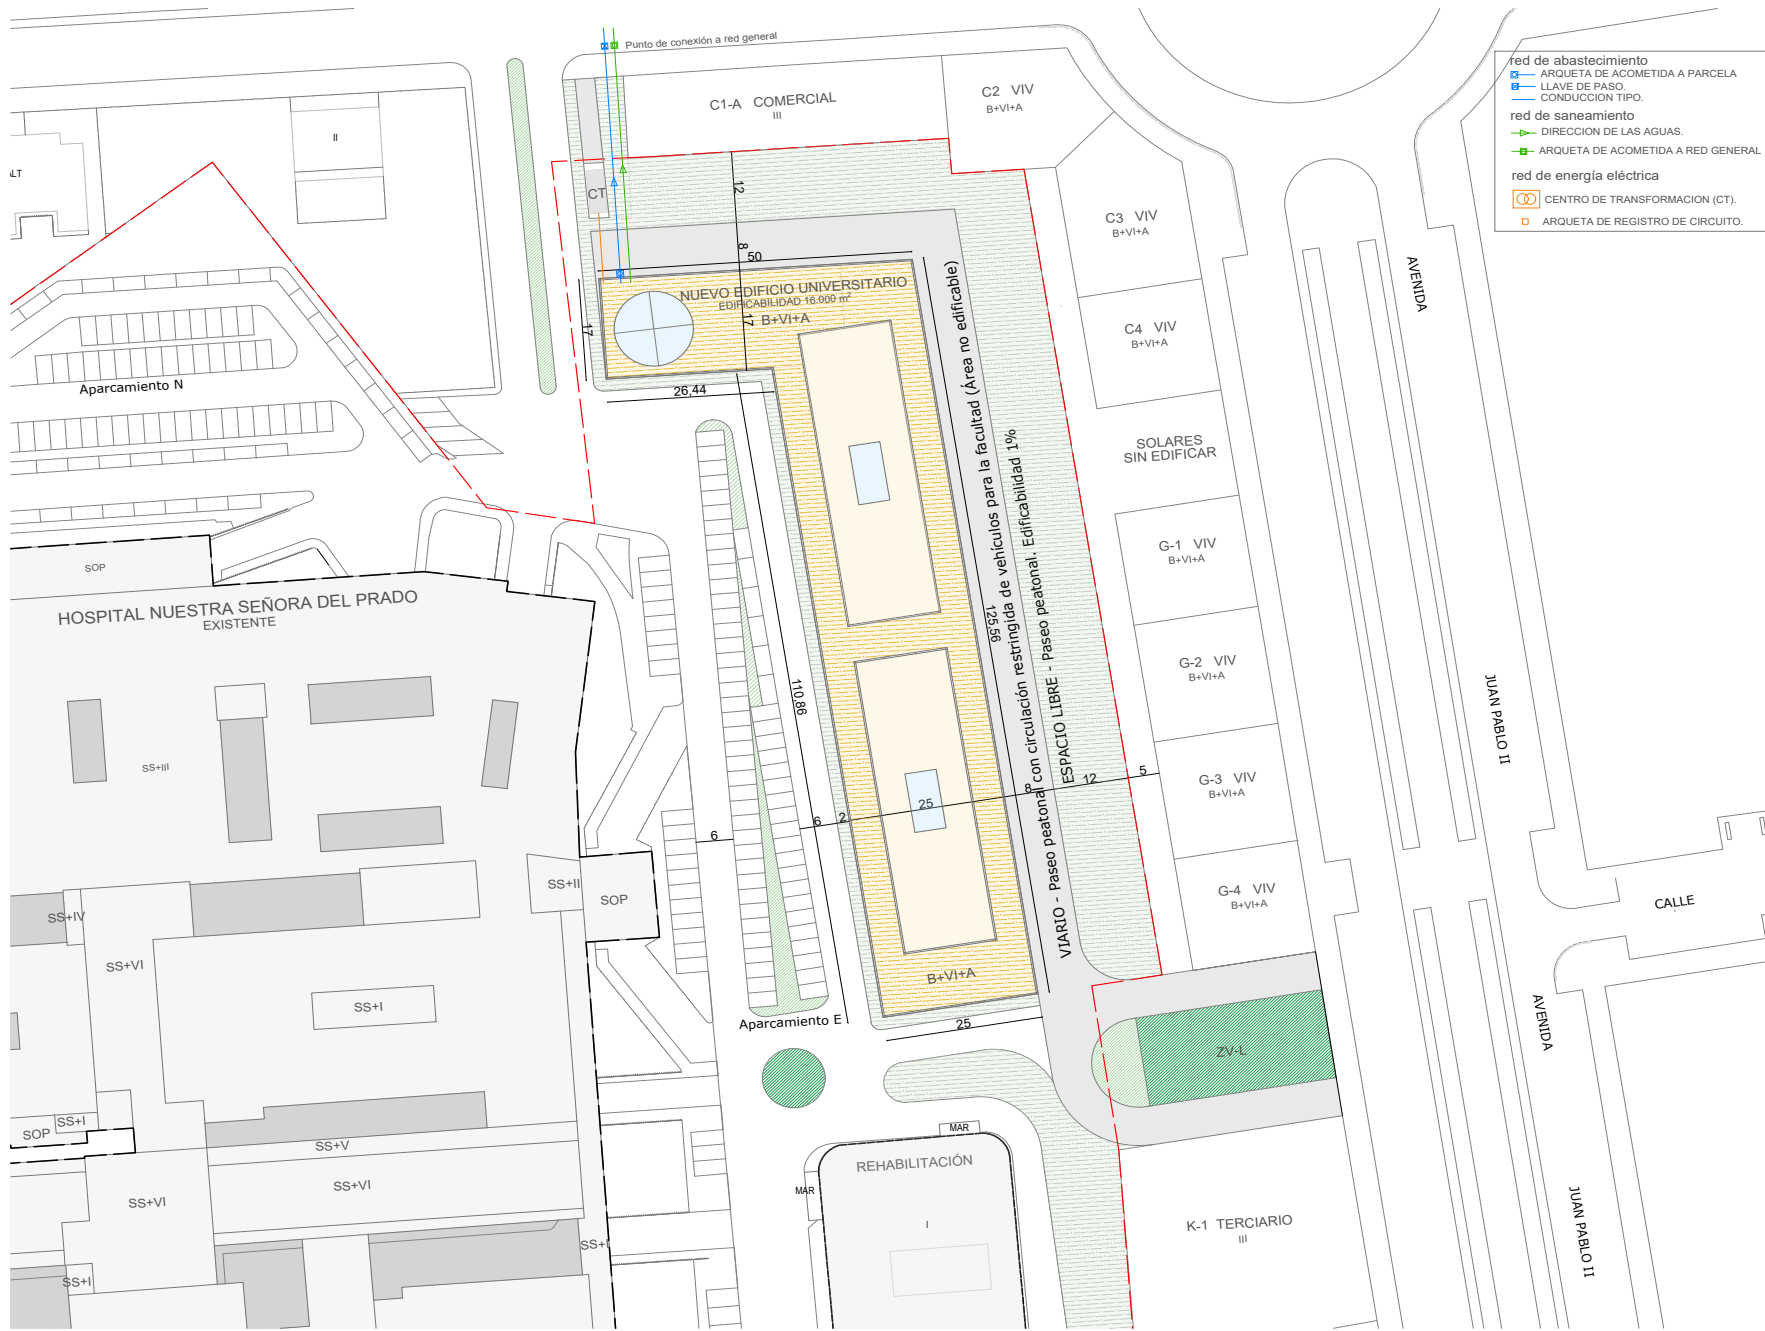 Punto de conexión a red general
red de abastecimiento
ARQUETA DE ACOMETIDA A PARCELA
LLAVE DE PASO.
CONDUCCION TIPO.
red de saneamiento
DIRECCION DE LAS AGUAS.
ARQUETA DE ACOMETIDA A RED GENERAL
red de energía eléctrica
CENTRO DE TRANSFORMACION (CT).
ARQUETA DE REGISTRO DE CIRCUITO.
C1-A COMERCIAL
III
C2 VIV
B+VI+A
II
ALT
CT
12
8
50
C3 VIV
B+VI+A
NUEVO EDIFICIO UNIVERSITARIO
EDIFICABILIDAD 16.000 m²
B+VI+A
17
17
C4 VIV
B+VI+A
AVENIDA
Aparcamiento N
26,44
SOLARES
SIN EDIFICAR
G-1 VIV
B+VI+A
SOP
HOSPITAL NUESTRA SEÑORA DEL PRADO
EXISTENTE
VIARIO - Paseo peatonal con circulación restringida de vehículos para la facultad (Área no edificable)
ESPACIO LIBRE - Paseo peatonal. Edificabilidad 1%
125,56
110,86
G-2 VIV
B+VI+A
JUAN PABLO II
SS+III
G-3 VIV
B+VI+A
6
6
2
25
8
12
5
SS+II
SOP
G-4 VIV
B+VI+A
CALLE
SS+IV
SS+VI
SS+I
B+VI+A
Aparcamiento E
25
AVENIDA
ZV-L
SS+I
SOP
SS+V
MAR
REHABILITACIÓN
MAR
SS+VI
SS+VI
I
K-1 TERCIARIO
III
JUAN PABLO II
SS+I
SS+I